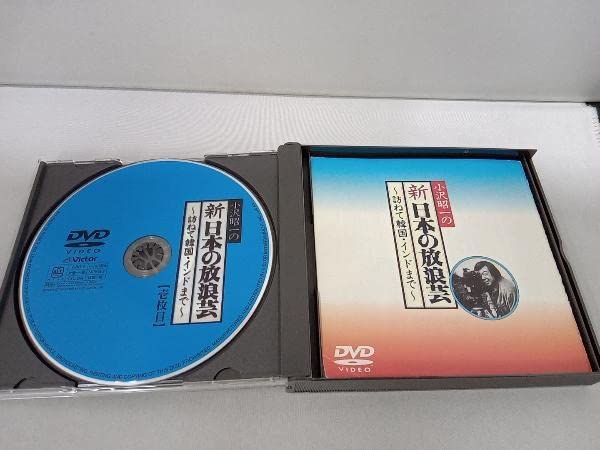 小沢昭一の
新日本の放浪芸
～訪ねて韓国・インドまで～
【壱枚目】
DVD
VIDEO
Victor
小沢昭一の
新日本の放浪芸
～訪ねて韓国・インドまで～
DVD
VIDEO